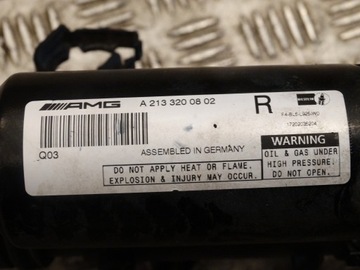 AMG A 213 320 08 02 R
Q03 ASSEMBLED IN GERMANY
WARNING
DO NOT APPLY HEAT OR FLAME.
EXPLOSION & INJURY MAY OCCUR.
OIL & GAS UNDER
HIGH PRESSURE.
DO NOT OPEN.